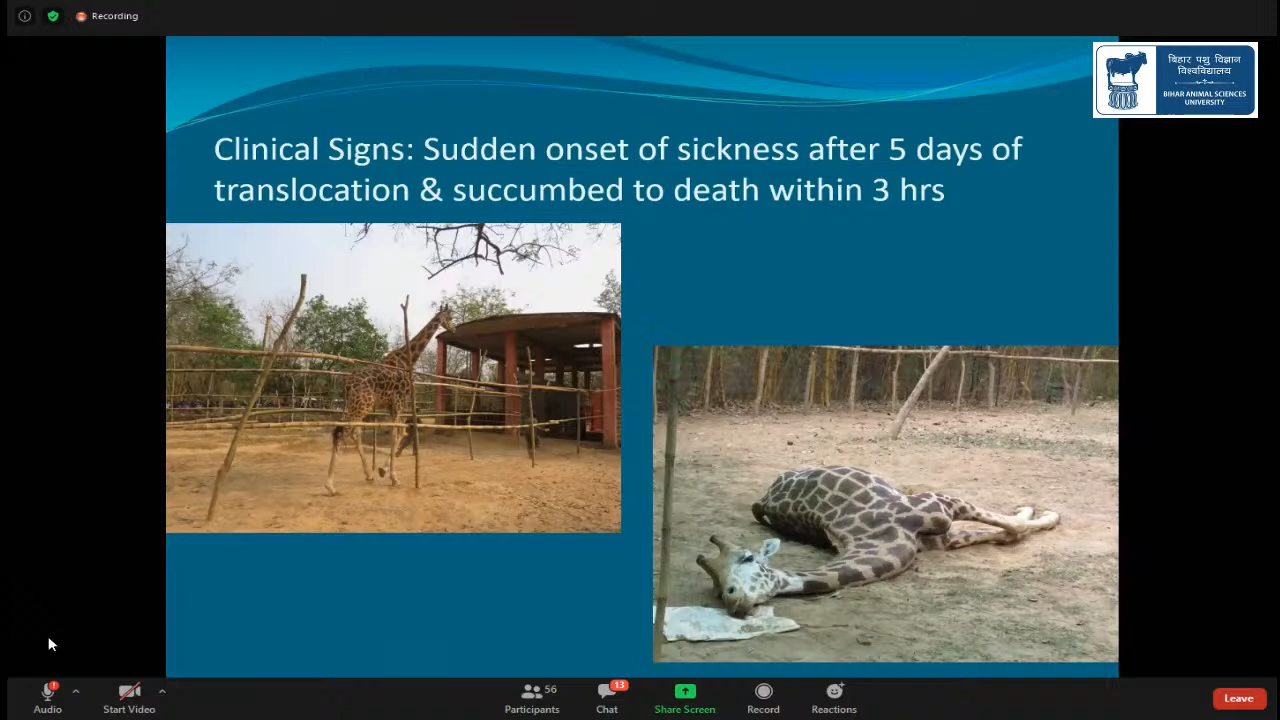 Recording
बिहार पशु विज्ञान
विश्वविद्यालय
BIHAR ANIMAL SCIENCES
UNIVERSITY
Clinical Signs: Sudden onset of sickness after 5 days of
translocation & succumbed to death within 3 hrs
56
13
Audio
Start Video
Participants
Chat
Share Screen
Record
Reactions
Leave